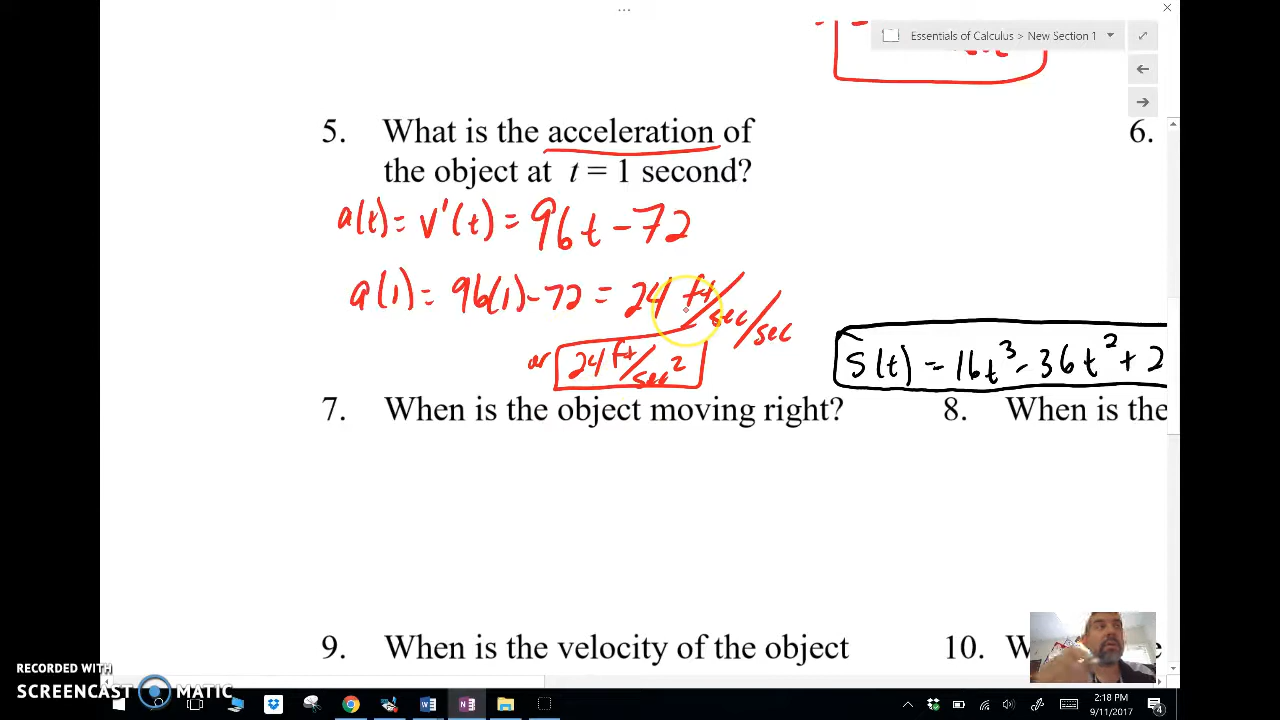 Essentials of Calculus > New Section 1
5. What is the acceleration of
the object at t = 1 second?
6.
a(t) = v'(t) = 96t - 72
a(1) = 96(1) - 72 = 24 ft/sec/sec
or 24 ft/sec²
s(t) = 16t³ - 36t² + 2
7. When is the object moving right?
8. When is the
9. When is the velocity of the object
10. W
RECORDED WITH
SCREENCAST MATIC
2:18 PM
9/11/2017